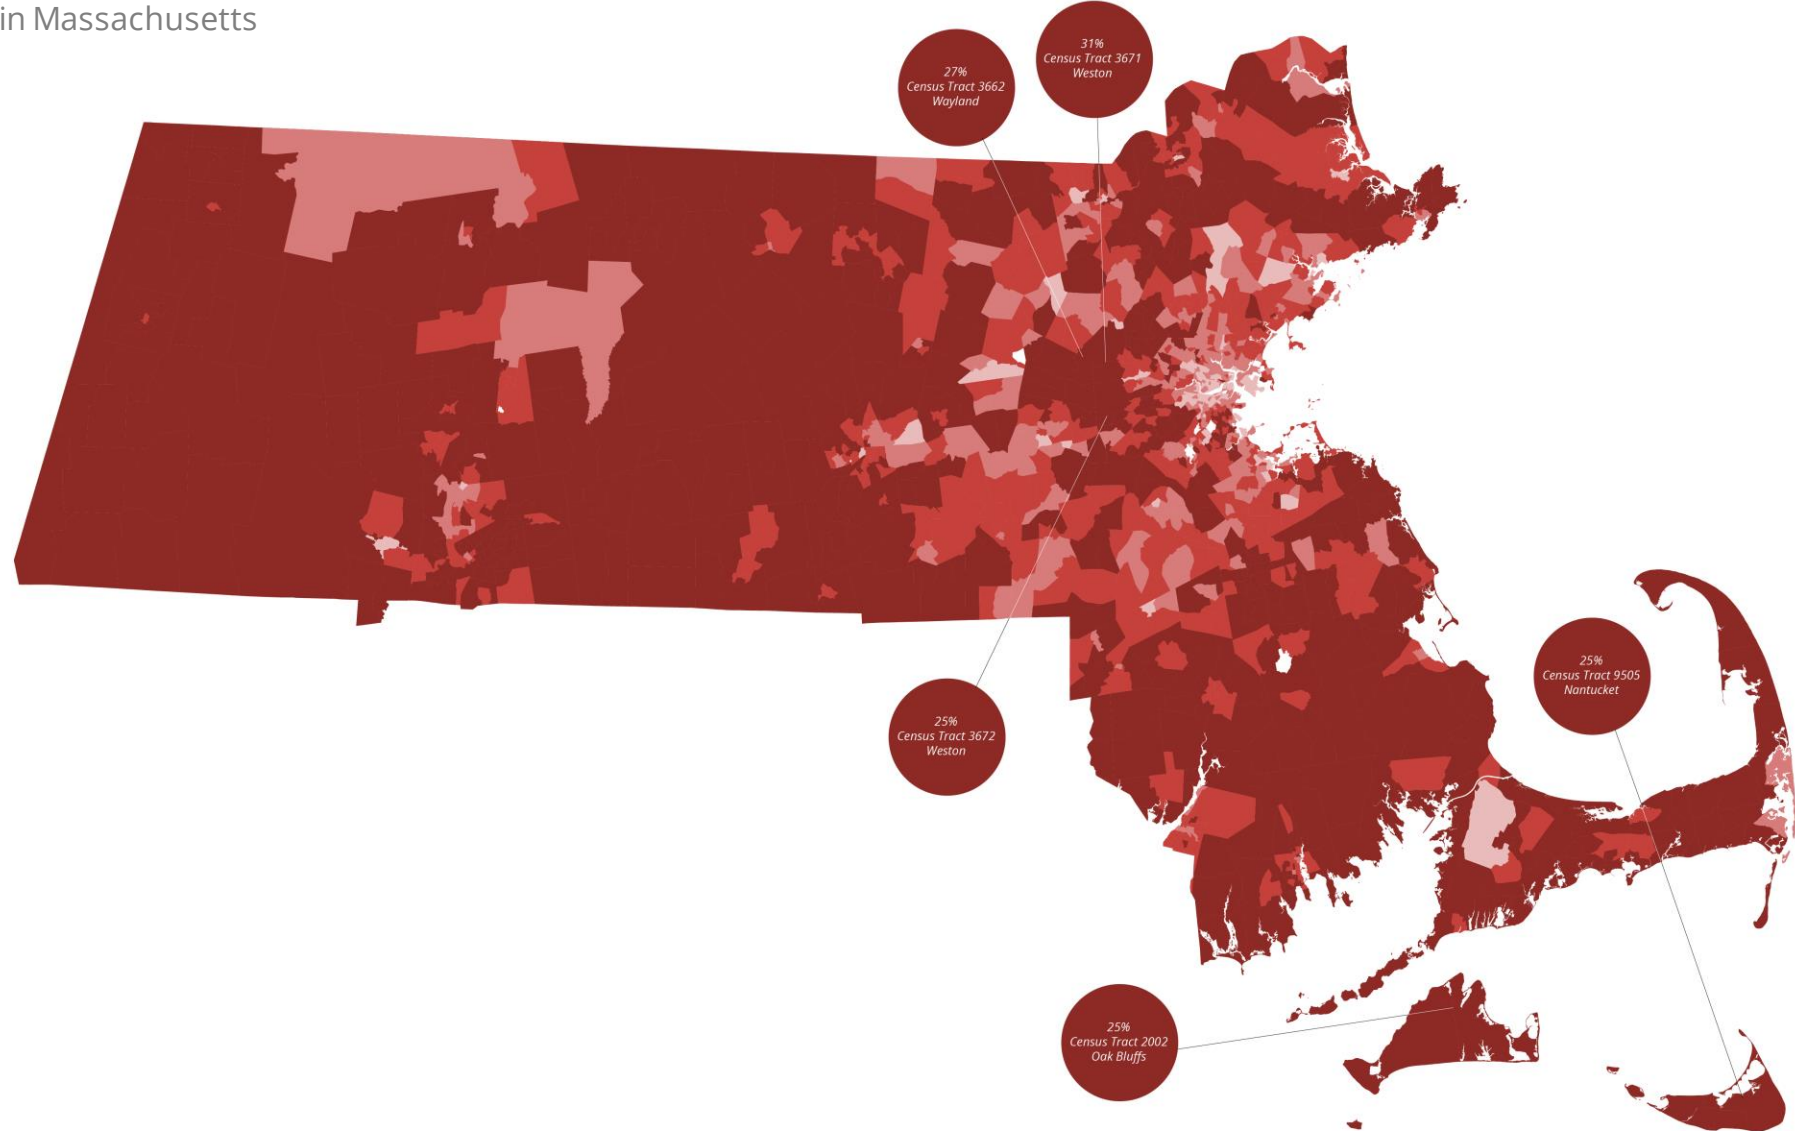 in Massachusetts
27%
Census Tract 3662
Wayland
31%
Census Tract 3671
Weston
25%
Census Tract 3672
Weston
25%
Census Tract 9505
Nantucket
25%
Census Tract 2002
Oak Bluffs